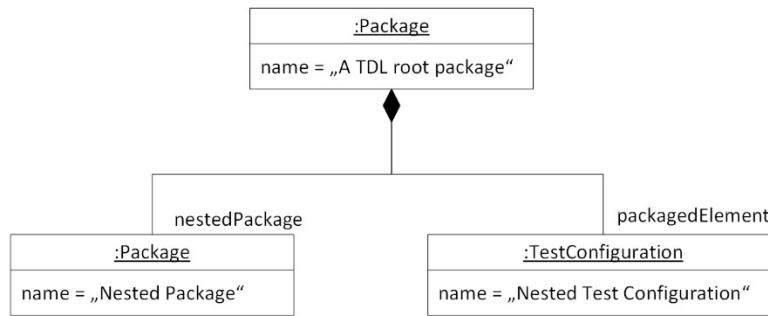 :Package
name = „A TDL root package“
nestedPackage
packagedElement
:Package
:TestConfiguration
name = „Nested Package“
name = „Nested Test Configuration“